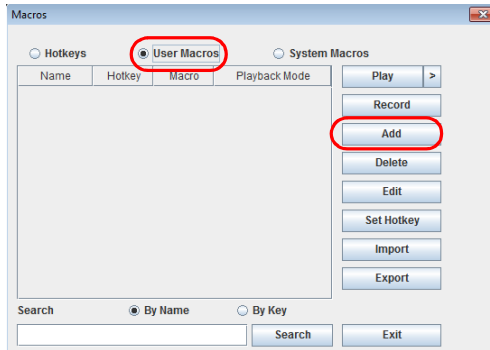 Macros
Hotkeys User Macros System Macros
Name Hotkey Macro Playback Mode Play >
Record
Add
Delete
Edit
Set Hotkey
Import
Export
Search By Name By Key
Search Exit